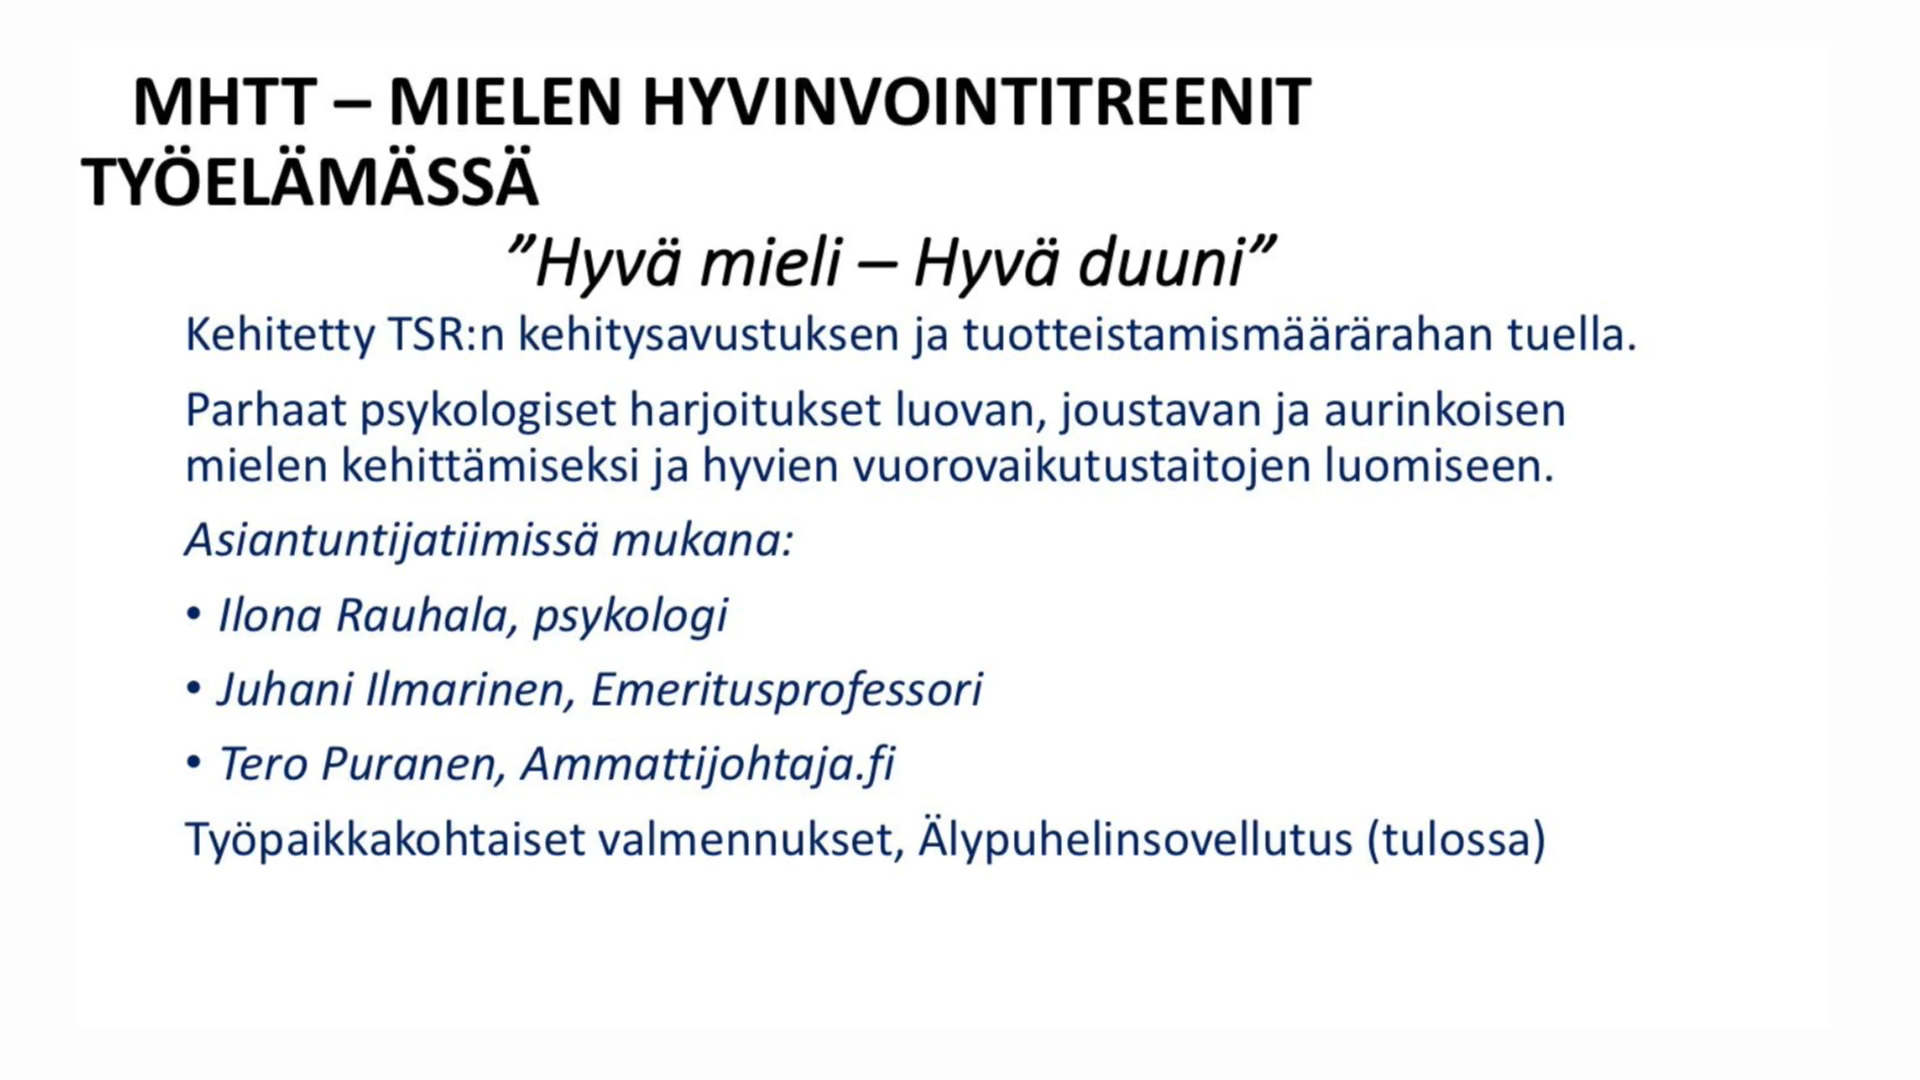 MHTT – MIELEN HYVINVOINTITREENIT
TYÖELÄMÄSSÄ
”Hyvä mieli – Hyvä duuni”
Kehitetty TSR:n kehitysavustuksen ja tuotteistamismäärärahan tuella.
Parhaat psykologiset harjoitukset luovan, joustavan ja aurinkoisen
mielen kehittämiseksi ja hyvien vuorovaikutustaitojen luomiseen.
Asiantuntijatiimissä mukana:
• Ilona Rauhala, psykologi
• Juhani Ilmarinen, Emeritusprofessori
• Tero Puranen, Ammattijohtaja.fi
Työpaikkakohtaiset valmennukset, Älypuhelinsovellutus (tulossa)